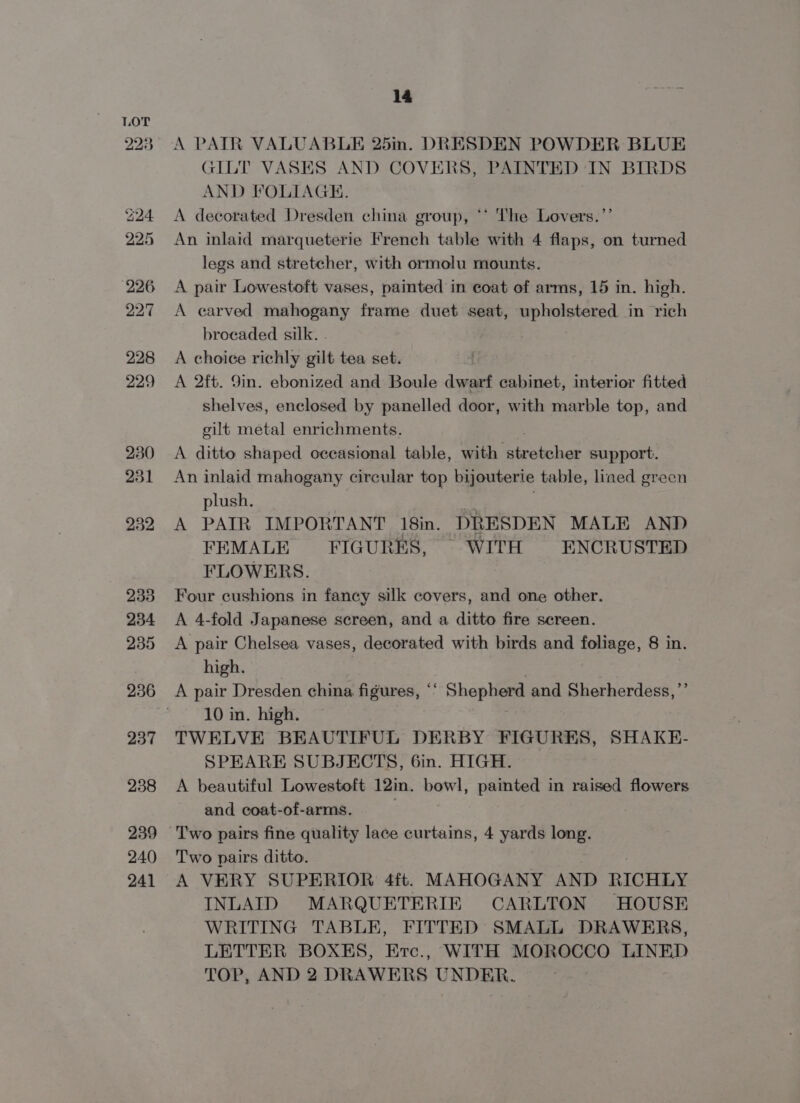 14
LOT
223 A PAIR VALUABLE 25in. DRESDEN POWDER BLUE
GILT VASES AND COVERS, PAINTED IN BIRDS
AND FOLIAGE.
224 A decorated Dresden china group, “ The Lovers.”
225 An inlaid marqueterie French table with 4 flaps, on turned
legs and stretcher, with ormolu mounts.
226 A pair Lowestoft vases, painted in coat of arms, 15 in. high.
227 A carved mahogany frame duet seat, upholstered in rich
brocaded silk.
228 A choice richly gilt tea set.
229 A 2ft. 9in. ebonized and Boule dwarf cabinet, interior fitted
shelves, enclosed by panelled door, with marble top, and
gilt metal enrichments.
230 A ditto shaped occasional table, with stretcher support.
231 An inlaid mahogany circular top bijouterie table, lined green
plush.
232 A PAIR IMPORTANT 18in. DRESDEN MALE AND
FEMALE FIGURES, WITH ENCRUSTED
FLOWERS.
233 Four cushions in fancy silk covers, and one other.
234 A 4-fold Japanese screen, and a ditto fire screen.
235 A pair Chelsea vases, decorated with birds and foliage, 8 in.
high.
236 A pair Dresden china figures, “ Shepherd and Sherherdess,”
10 in. high.
237 TWELVE BEAUTIFUL DERBY FIGURES, SHAKE-
SPEARE SUBJECTS, 6in. HIGH.
238 A beautiful Lowestoft 12in. bowl, painted in raised flowers
and coat-of-arms.
239 Two pairs fine quality lace curtains, 4 yards long.
240 Two pairs ditto.
241 A VERY SUPERIOR 4ft. MAHOGANY AND RICHLY
INLAID MARQUETERIE CARLTON HOUSE
WRITING TABLE, FITTED SMALL DRAWERS,
LETTER BOXES, ETC., WITH MOROCCO LINED
TOP, AND 2 DRAWERS UNDER.